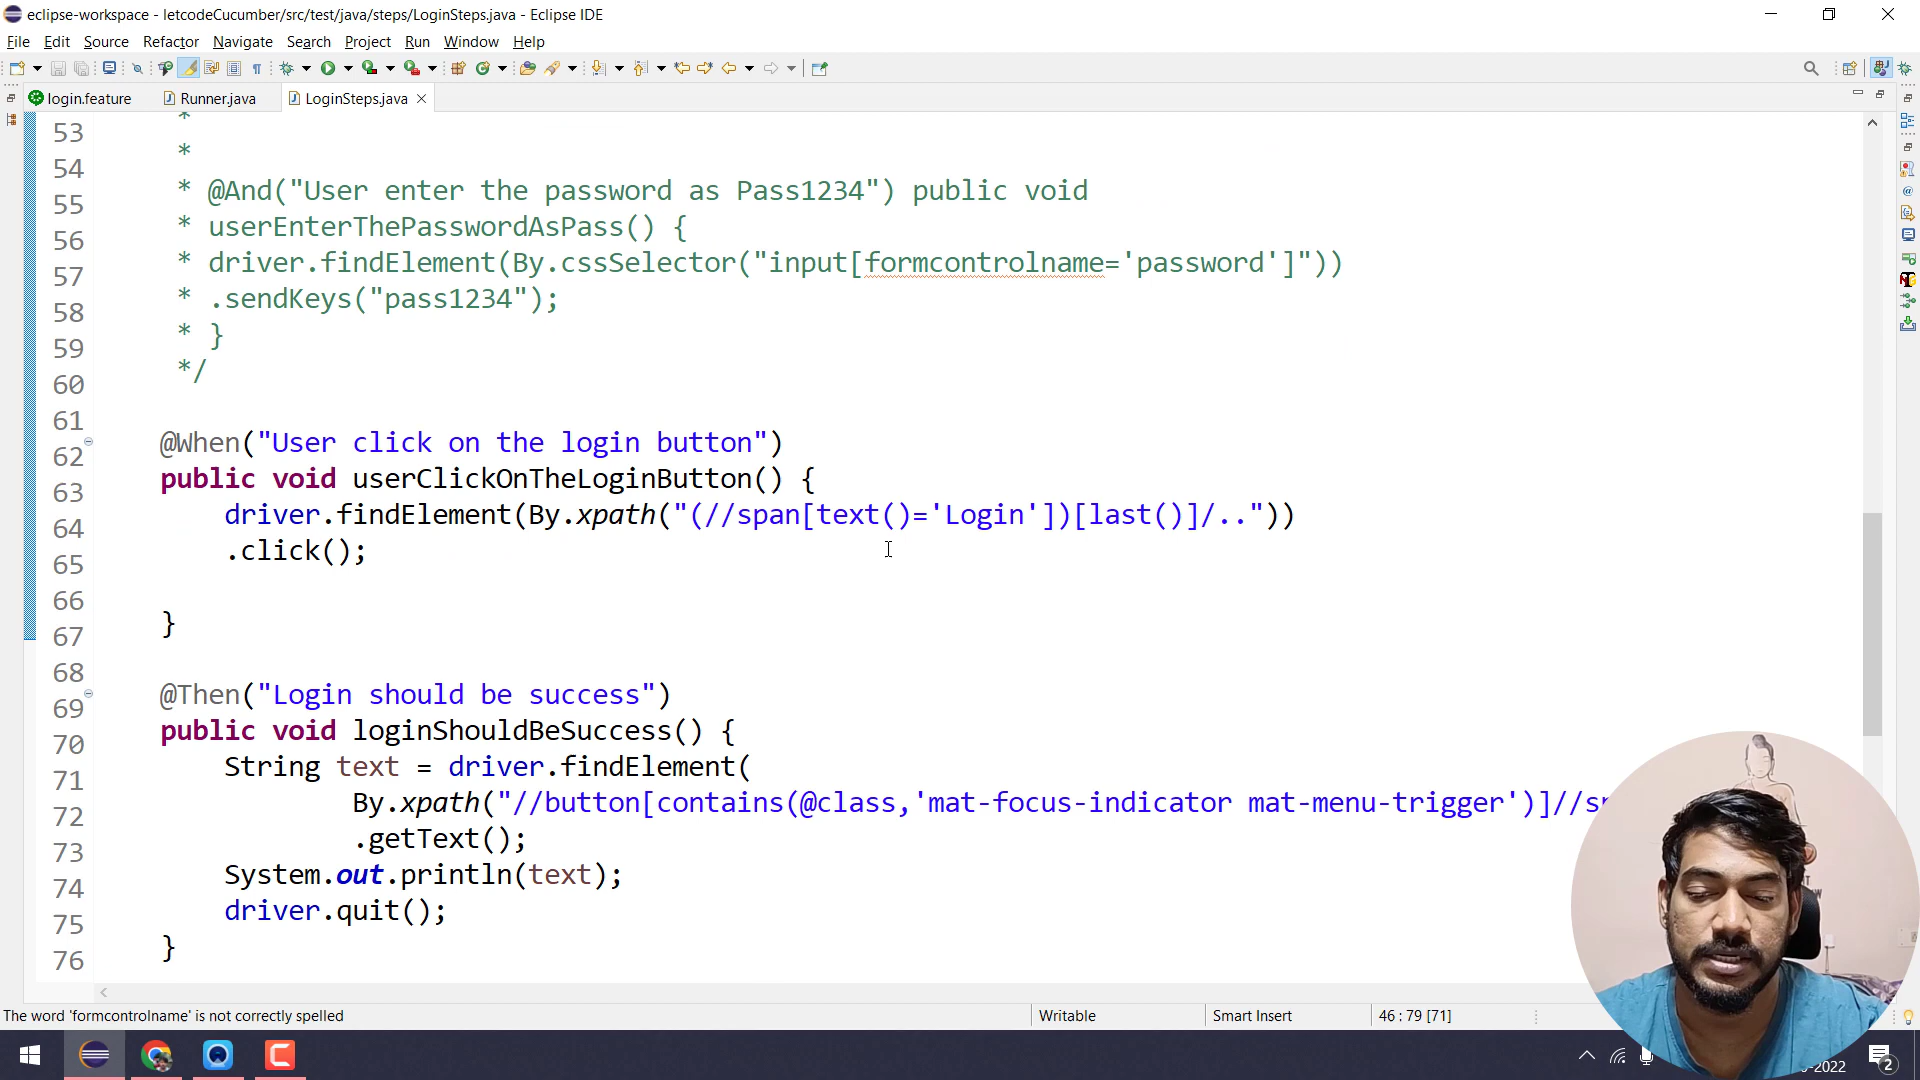 eclipse-workspace - letcodeCucumber/src/test/java/steps/LoginSteps.java - Eclipse IDE
File Edit Source Refactor Navigate Search Project Run Window Help
login.feature Runner.java LoginSteps.java
53 *
54 *
55 * @And("User enter the password as Pass1234") public void
56 * userEnterThePasswordAsPass() {
57 * driver.findElement(By.cssSelector("input[formcontrolname='password']"))
58 * .sendKeys("pass1234");
59 * }
60 */
61
62 @When("User click on the login button")
63 public void userClickOnTheLoginButton() {
64 driver.findElement(By.xpath("(//span[text()='Login'])[last()]/.."))
65 .click();
66
67 }
68
69 @Then("Login should be success")
70 public void loginShouldBeSuccess() {
71 String text = driver.findElement(
72 By.xpath("//button[contains(@class,'mat-focus-indicator mat-menu-trigger')]//sp
73 .getText();
74 System.out.println(text);
75 driver.quit();
76 }
The word 'formcontrolname' is not correctly spelled Writable Smart Insert 46 : 79 [71]
-2022 2